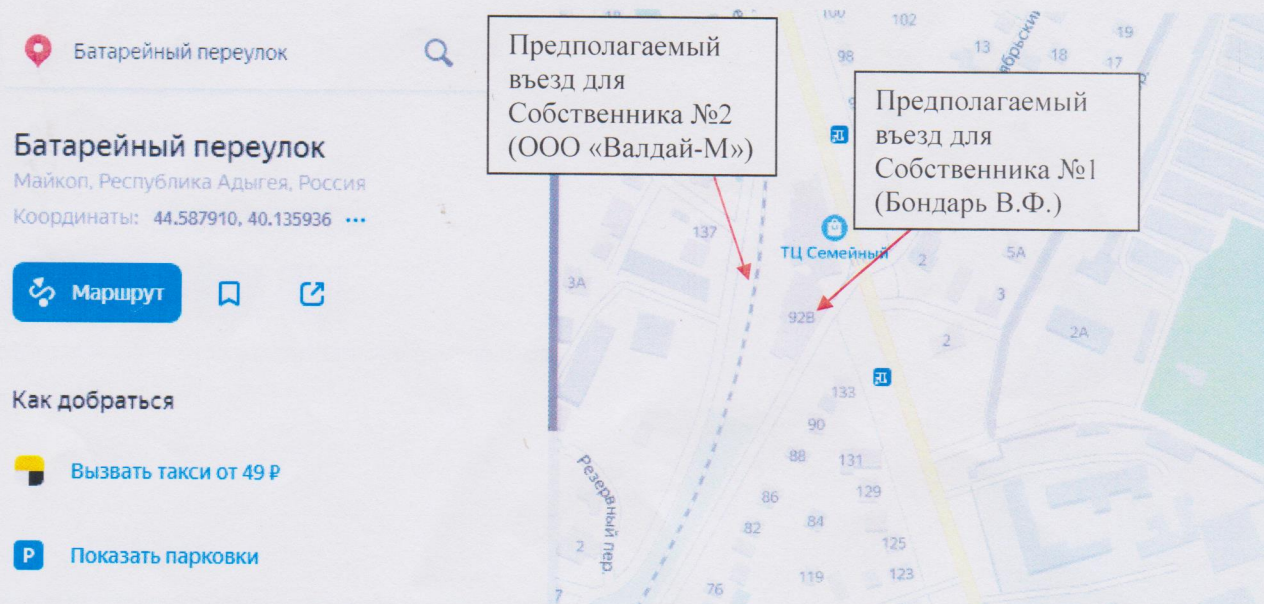 Батарейный переулок
Батарейный переулок
Майкоп, Республика Адыгея, Россия
Координаты: 44.587910, 40.135936 ...
Маршрут
Как добраться
Вызвать такси от 49 ₽
P Показать парковки
Предполагаемый
въезд для
Собственника №2
(ООО «Валдай-М»)
Предполагаемый
въезд для
Собственника №1
(Бондарь В.Ф.)
100
102
98
13
18
19
17
137
ТЦ Семейный
2
5А
3А
3
92В
2
2А
133
90
88
131
86
129
82
84
125
Резервный пер.
2
119
123
76
7